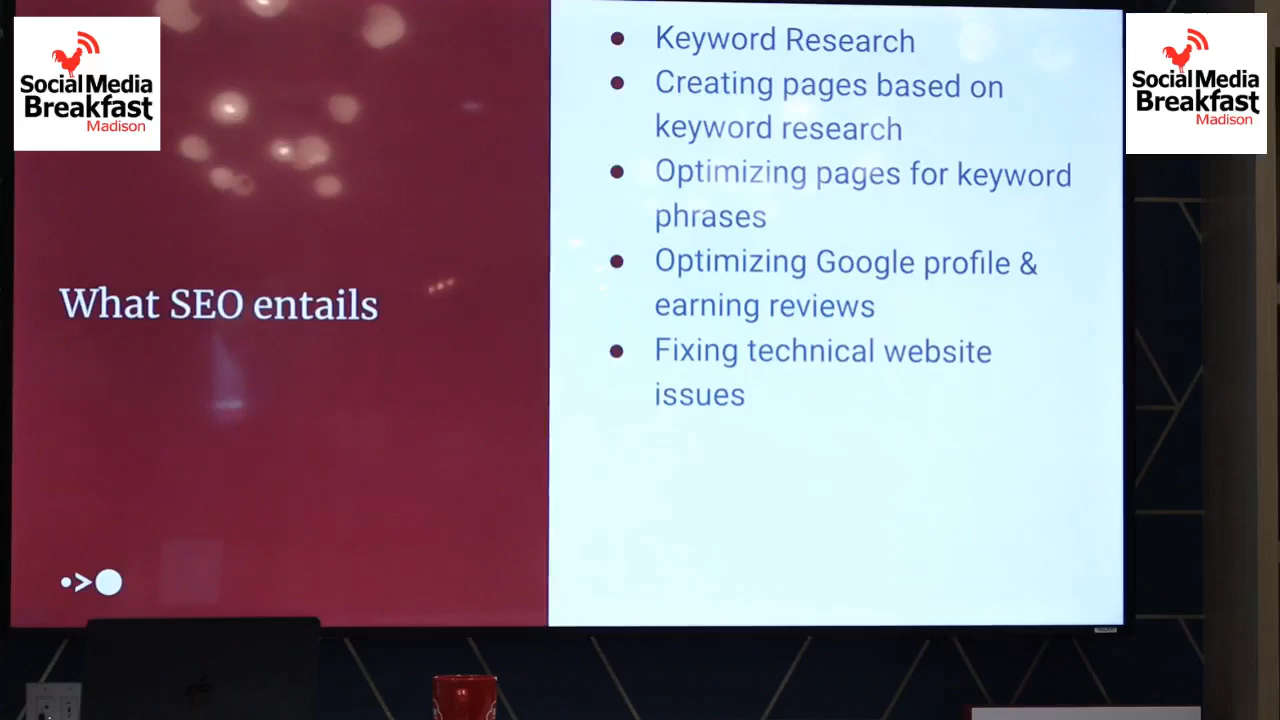 Social Media
Breakfast
Madison
What SEO entails
•>●
● Keyword Research
● Creating pages based on
keyword research
● Optimizing pages for keyword
phrases
● Optimizing Google profile &
earning reviews
● Fixing technical website
issues
Social Media
Breakfast
Madison